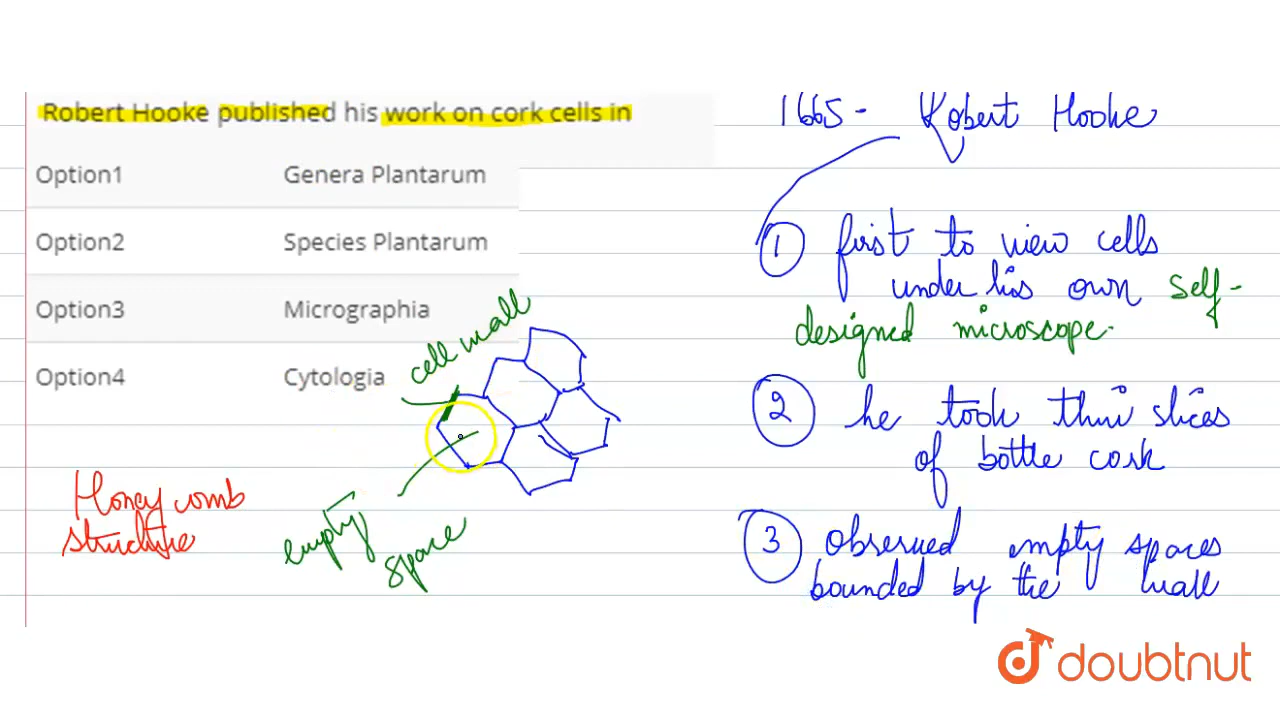 Robert Hooke published his work on cork cells in
Option1 Genera Plantarum
Option2 Species Plantarum
Option3 Micrographia
Option4 Cytologia
cell wall
empty
space
Honey comb
structure
1665 - Robert Hooke
1 first to view cells
under his own self-
designed microscope.
2 he took thin slices
of bottle cork
3 observed empty spaces
bounded by the wall
doubtnut